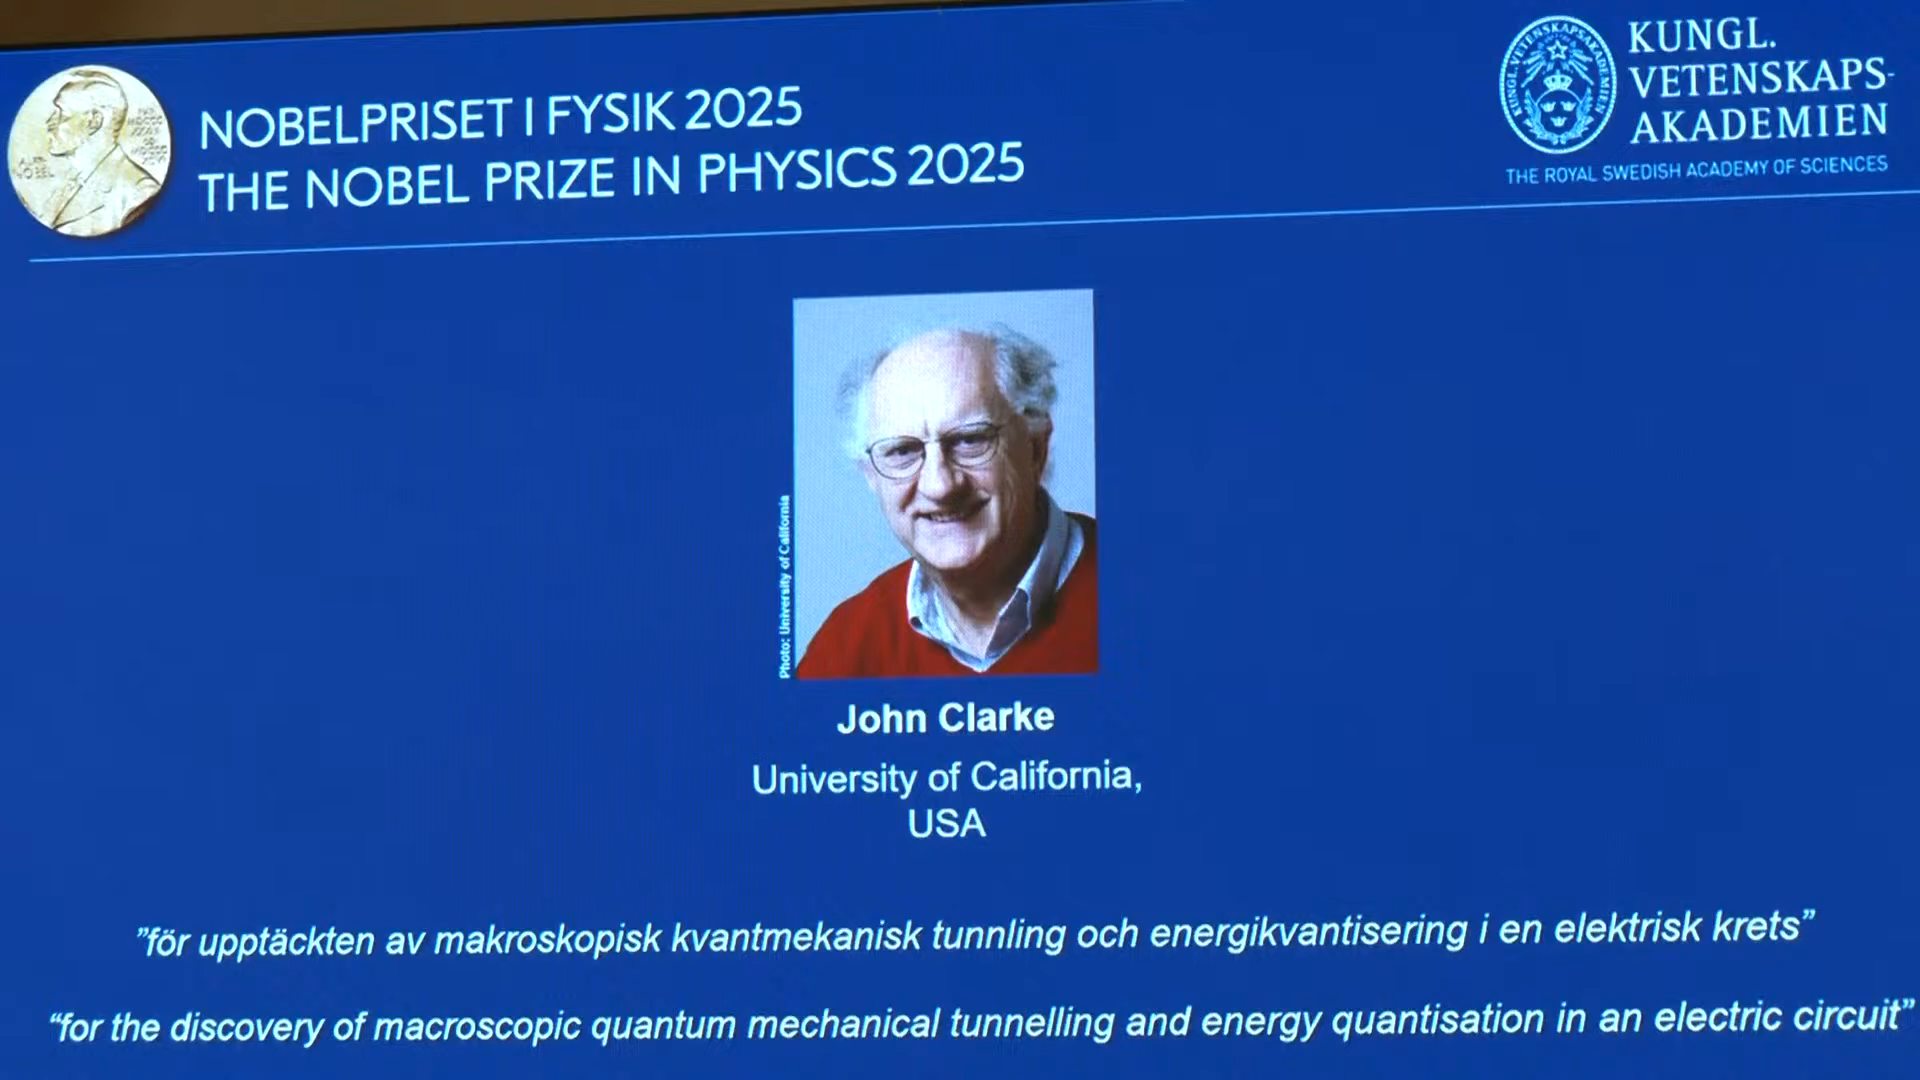 NOBELPRISET I FYSIK 2025
THE NOBEL PRIZE IN PHYSICS 2025
KUNGL.
VETENSKAPS-
AKADEMIEN
THE ROYAL SWEDISH ACADEMY OF SCIENCES
KUNGL. VETENSKAPSAKADEMIEN
Photo: University of California
John Clarke
University of California,
USA
”för upptäckten av makroskopisk kvantmekanisk tunnling och energikvantisering i en elektrisk krets”
“for the discovery of macroscopic quantum mechanical tunnelling and energy quantisation in an electric circuit”